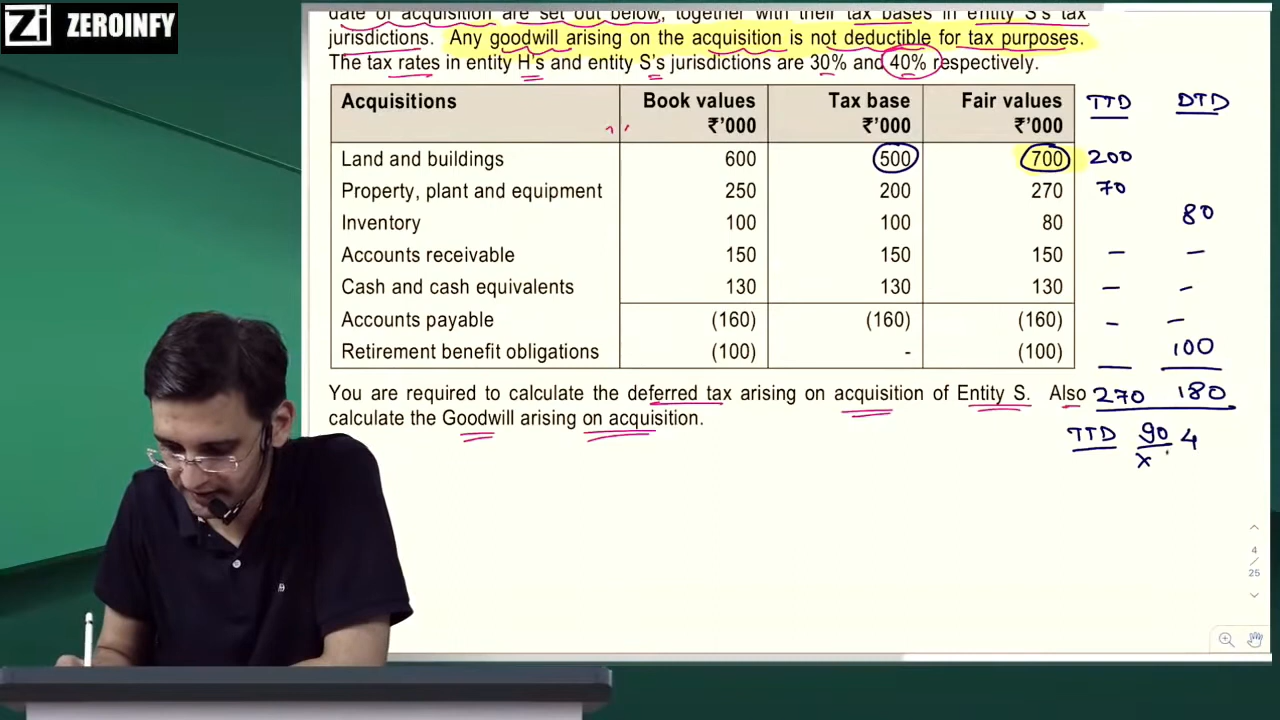 Zi ZEROINFY
date of acquisition are set out below, together with their tax bases in entity S's tax
jurisdictions. Any goodwill arising on the acquisition is not deductible for tax purposes.
The tax rates in entity H's and entity S's jurisdictions are 30% and 40% respectively.
Acquisitions Book values ₹'000 Tax base ₹'000 Fair values ₹'000 TTD DTD
Land and buildings 600 500 700 200
Property, plant and equipment 250 200 270 70
Inventory 100 100 80 80
Accounts receivable 150 150 150 - -
Cash and cash equivalents 130 130 130 - -
Accounts payable (160) (160) (160) - -
Retirement benefit obligations (100) - (100) 100
You are required to calculate the deferred tax arising on acquisition of Entity S. Also 270 180
calculate the Goodwill arising on acquisition.
TTD 90 4
x
4
/
25